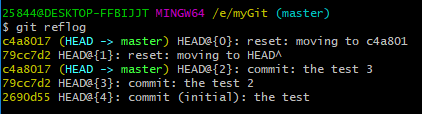 25844@DESKTOP-FFBIJJT MINGW64 /e/myGit (master)
$ git reflog
c4a8017 (HEAD -> master) HEAD@{0}: reset: moving to c4a801
79cc7d2 HEAD@{1}: reset: moving to HEAD^
c4a8017 (HEAD -> master) HEAD@{2}: commit: the test 3
79cc7d2 HEAD@{3}: commit: the test 2
2690d55 HEAD@{4}: commit (initial): the test